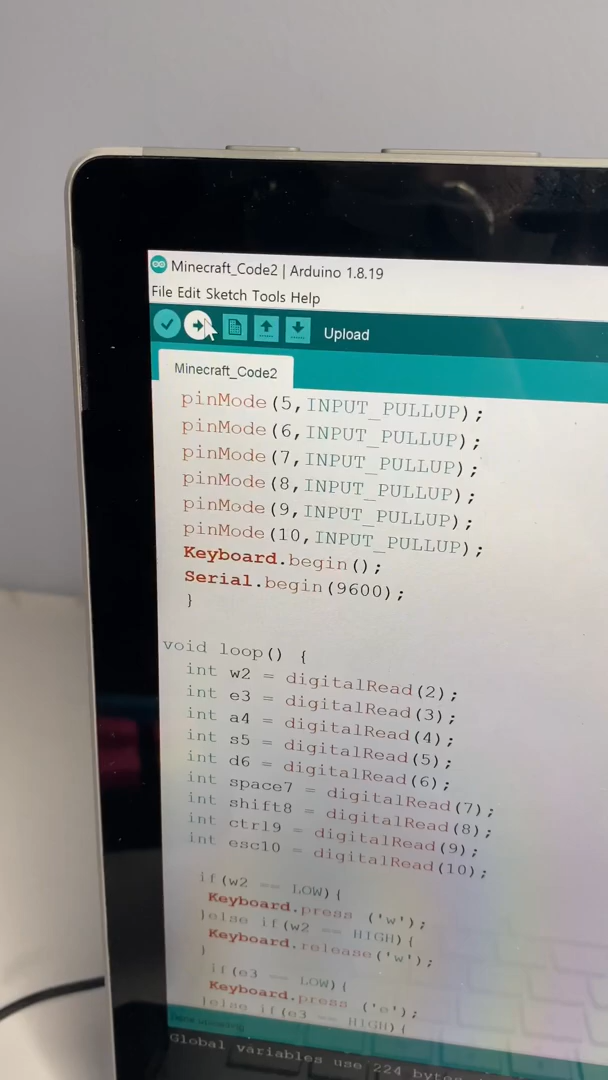 Minecraft_Code2 | Arduino 1.8.19
File Edit Sketch Tools Help
Upload
Minecraft_Code2
pinMode(5,INPUT_PULLUP);
pinMode(6,INPUT_PULLUP);
pinMode(7,INPUT_PULLUP);
pinMode(8,INPUT_PULLUP);
pinMode(9,INPUT_PULLUP);
pinMode(10,INPUT_PULLUP);
Keyboard.begin();
Serial.begin(9600);
}
void loop() {
int w2 = digitalRead(2);
int e3 = digitalRead(3);
int a4 = digitalRead(4);
int s5 = digitalRead(5);
int d6 = digitalRead(6);
int space7 = digitalRead(7);
int shift8 = digitalRead(8);
int ctrl9 = digitalRead(9);
int esc10 = digitalRead(10);
if(w2 == LOW){
Keyboard.press ('w');
}else if(w2 == HIGH){
Keyboard.release('w');
}
if(e3 == LOW){
Keyboard.press ('e');
}else if(e3 == HIGH){
Global variables use 224 bytes